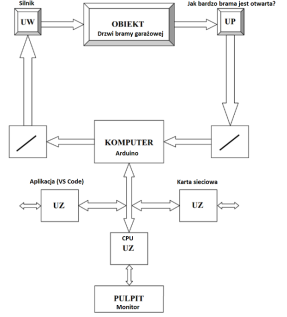 Silnik
Jak bardzo brama jest otwarta?
UW
OBIEKT
Drzwi bramy garażowej
UP
KOMPUTER
Arduino
Aplikacja (VS Code)
Karta sieciowa
UZ
UZ
CPU
UZ
PULPIT
Monitor